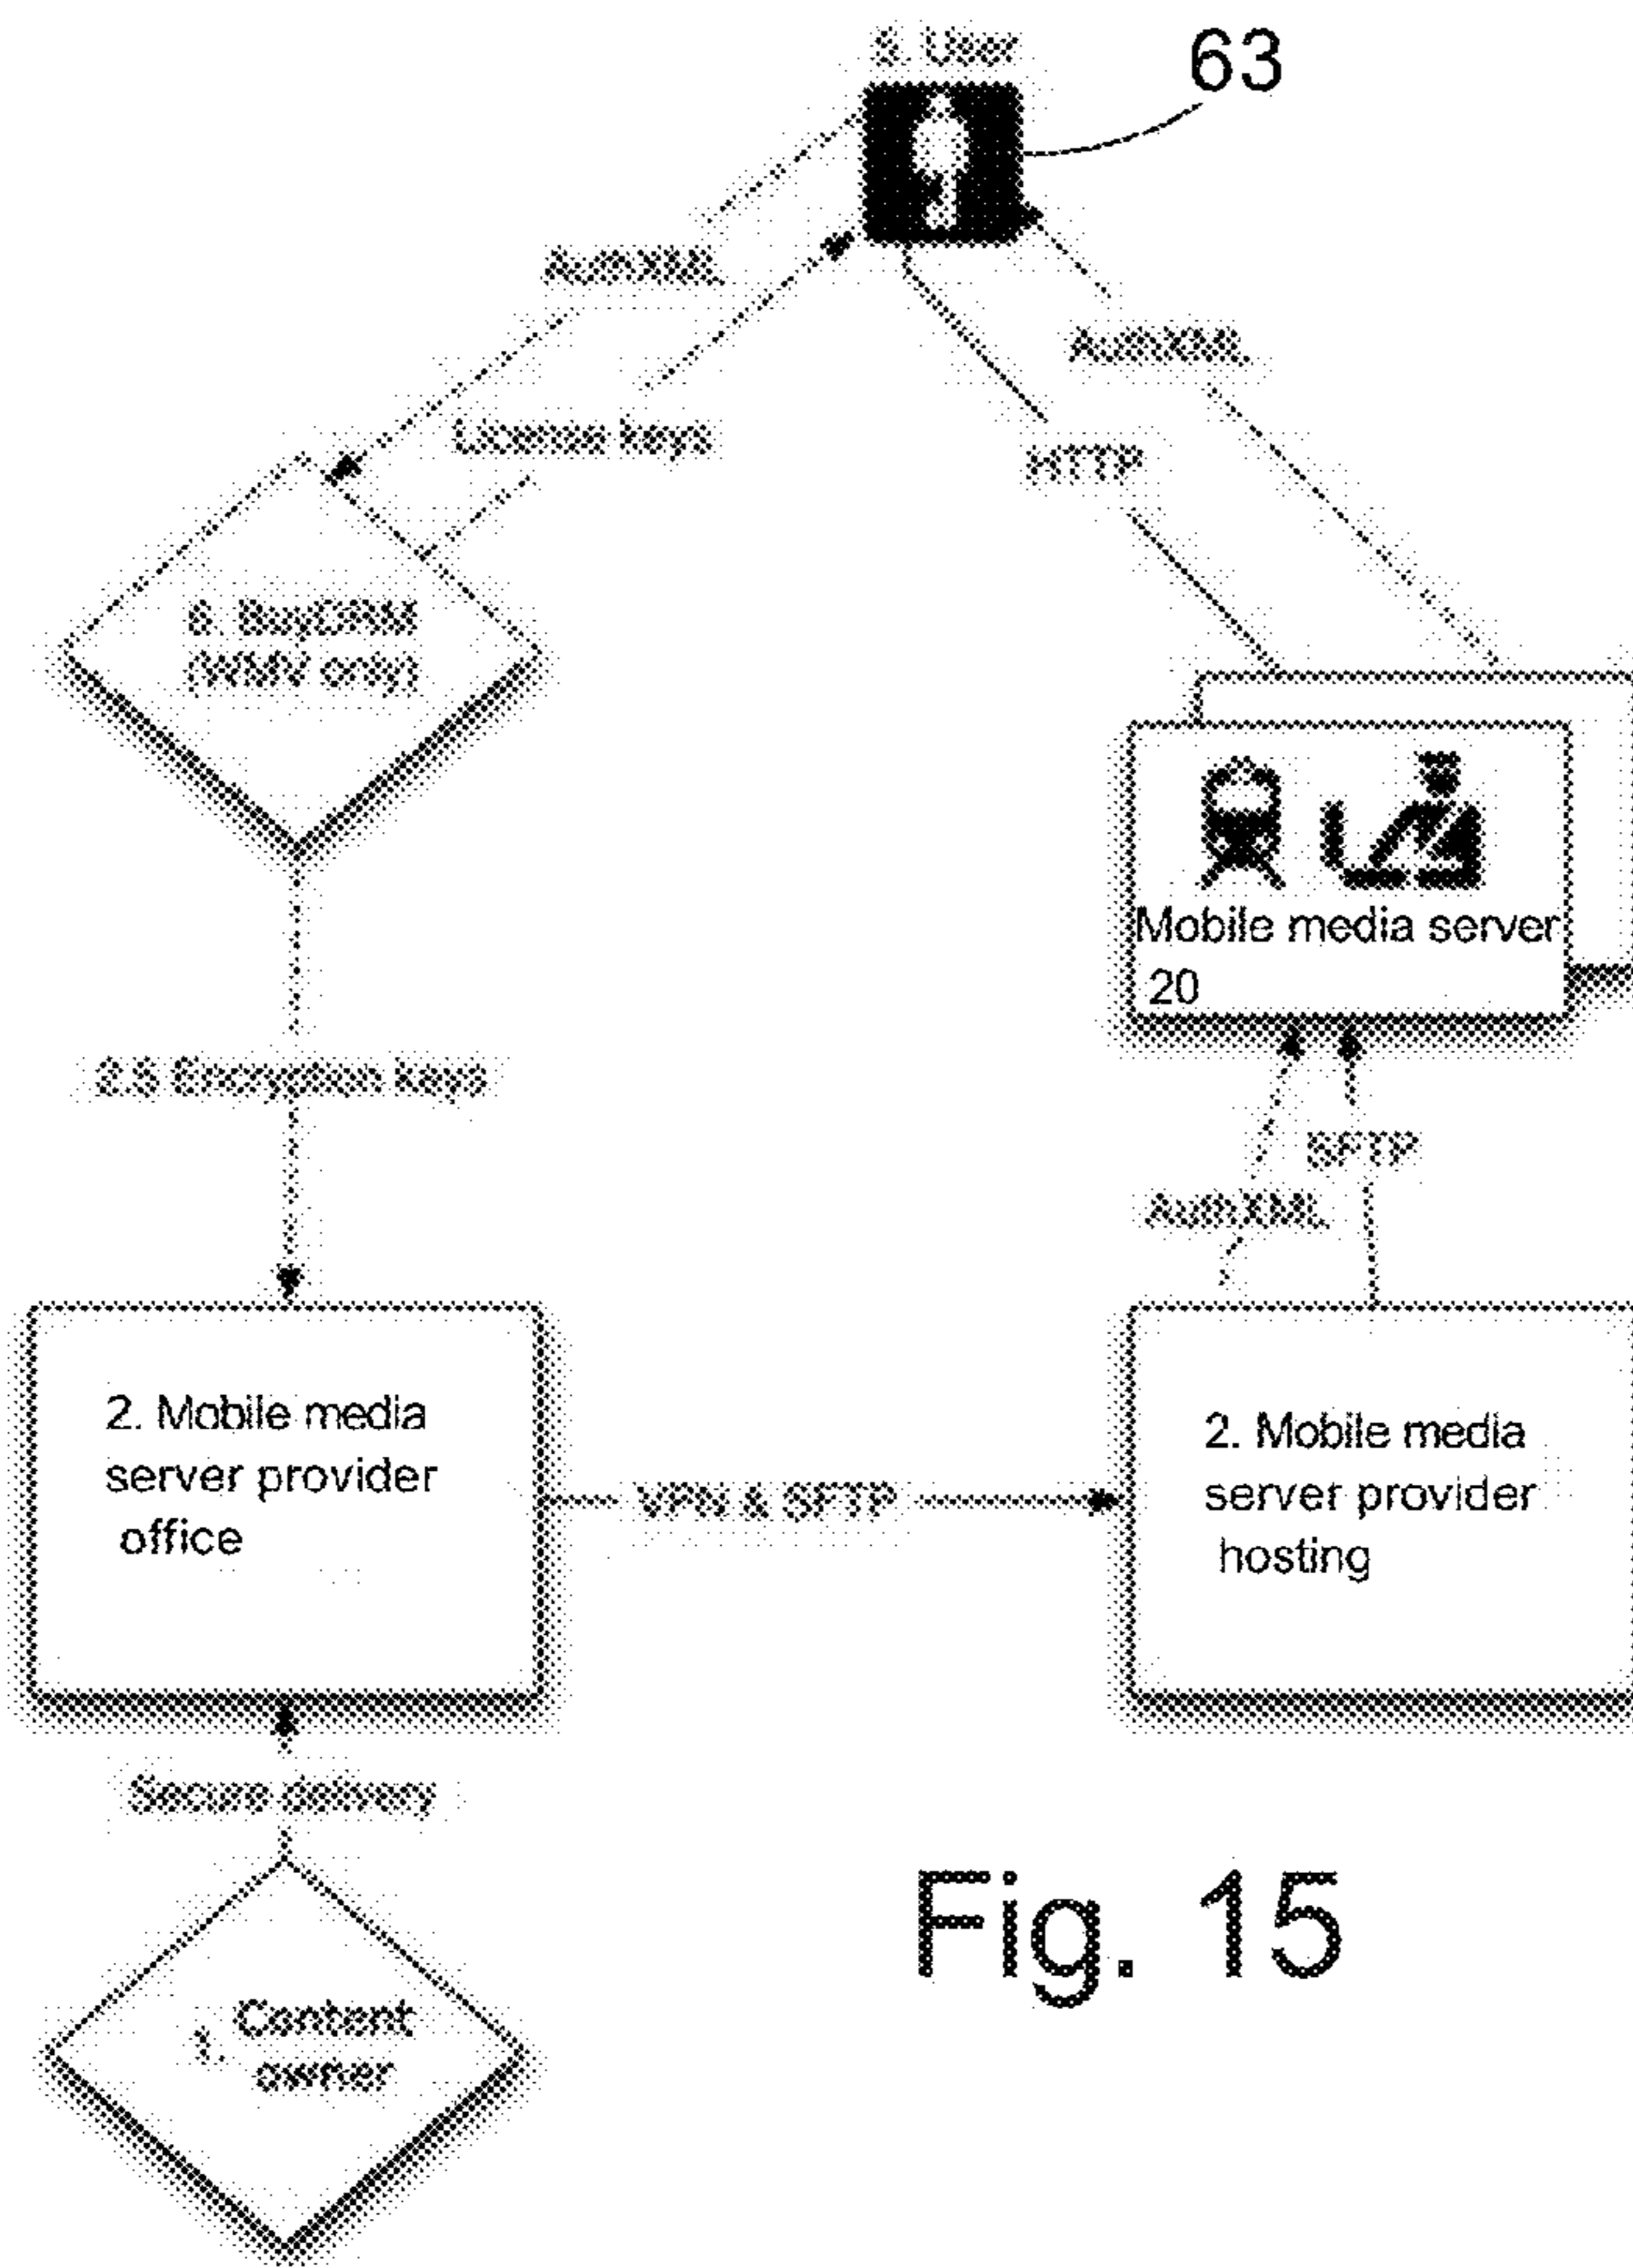 User
63
AuthXML
License keys
AuthXML
HTTP
BuyDRM
(WMV only)
Mobile media server
20
2.5 Encryption keys
SFTP
AuthXML
2. Mobile media
server provider
office
VPN & SFTP
2. Mobile media
server provider
hosting
Secure delivery
1. Content
owner
Fig. 15